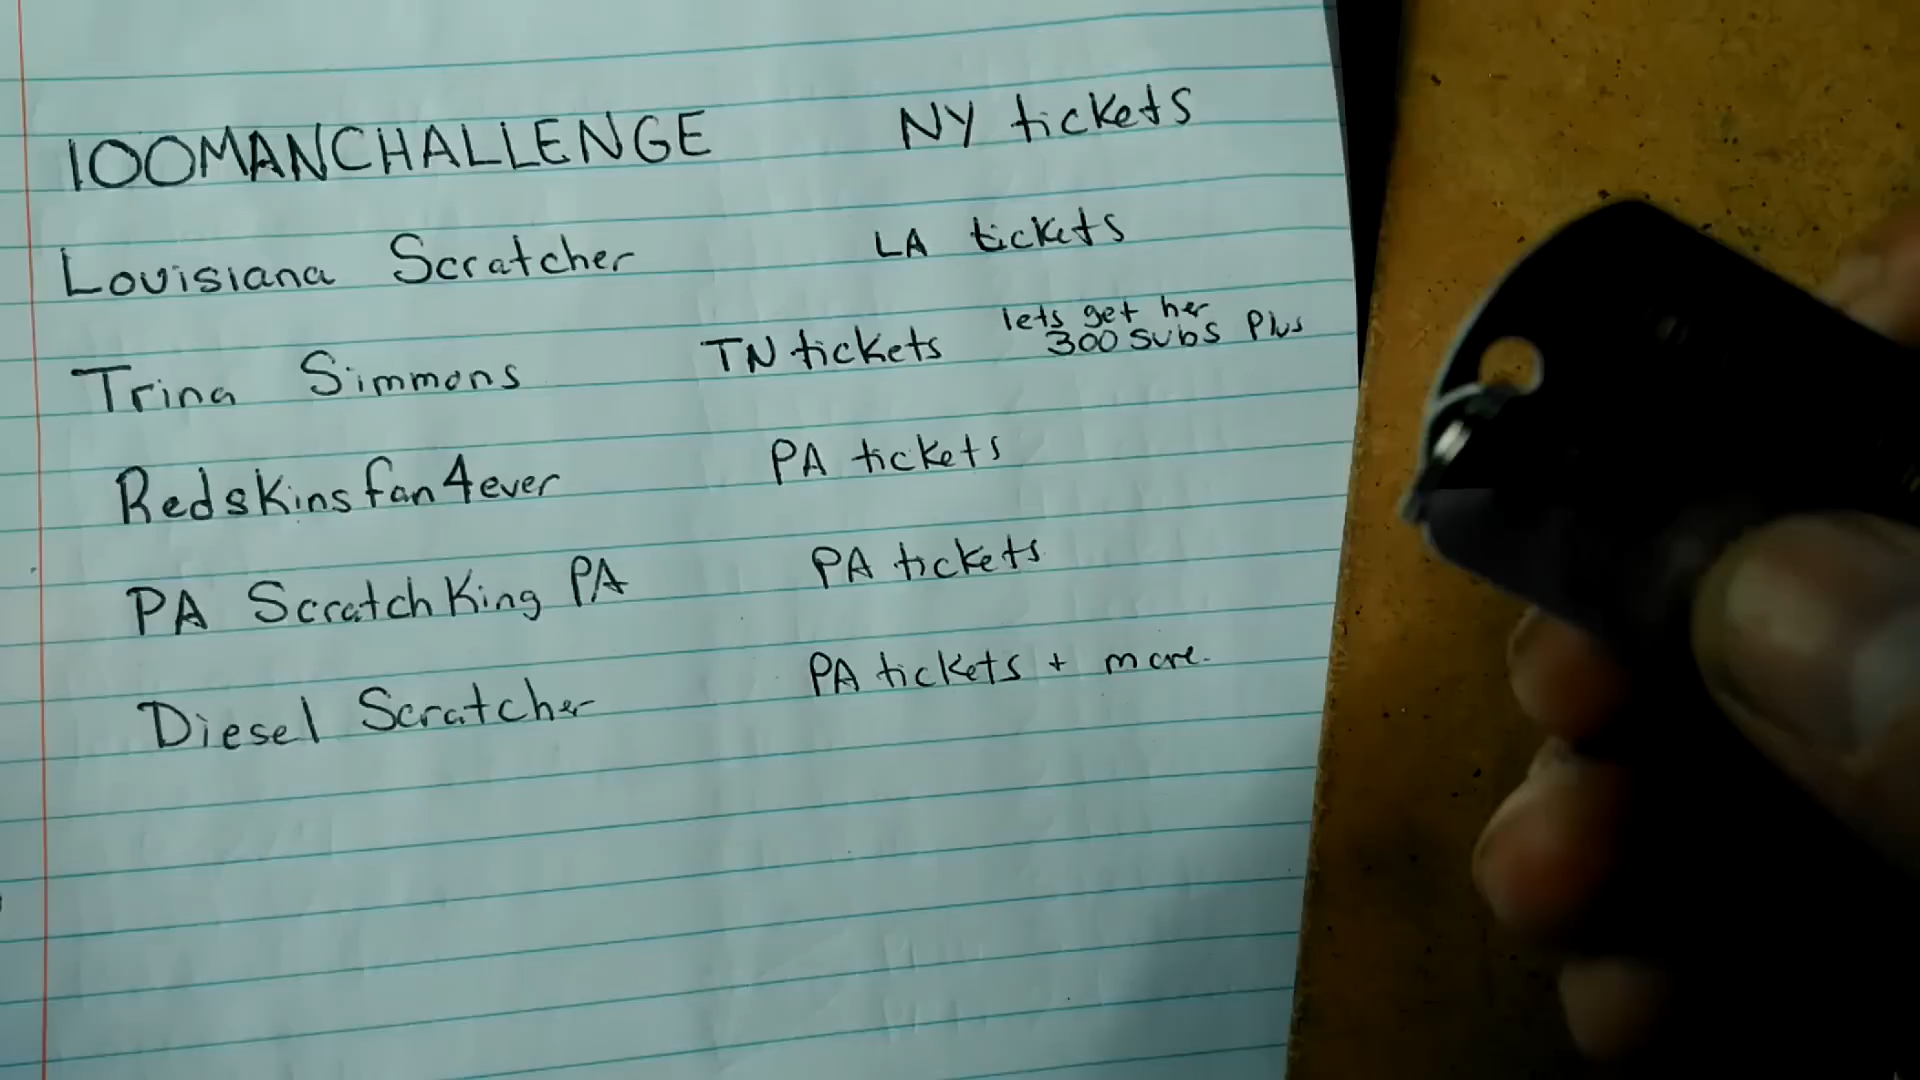 100MANCHALLENGE NY tickets
Louisiana Scratcher LA tickets
Trina Simmons TN tickets lets get her
300 subs Plus
Redskinsfan4ever PA tickets
PA ScratchKing PA PA tickets
Diesel Scratcher PA tickets + more.